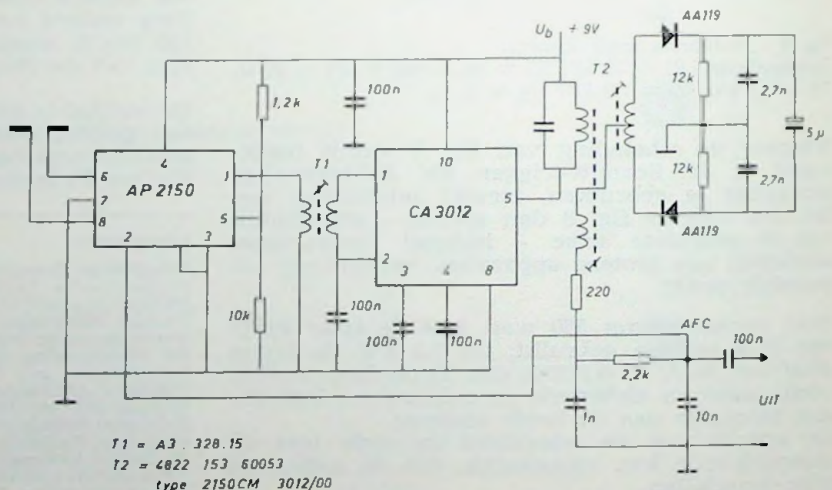 AA119
U_b + 9V
T2
12k
2,7n
5µ
12k
2,7n
AA119
100n
1,2k
4
10
6
7
8
AP 2150
1
5
2
3
T1
1
2
CA 3012
5
3
4
8
10k
100n
100n
100n
220
AFC
2,2k
100n
1n
10n
UIT
T1 = A3 . 328.15
T2 = 4822 153 60053
type 2150CM 3012/00